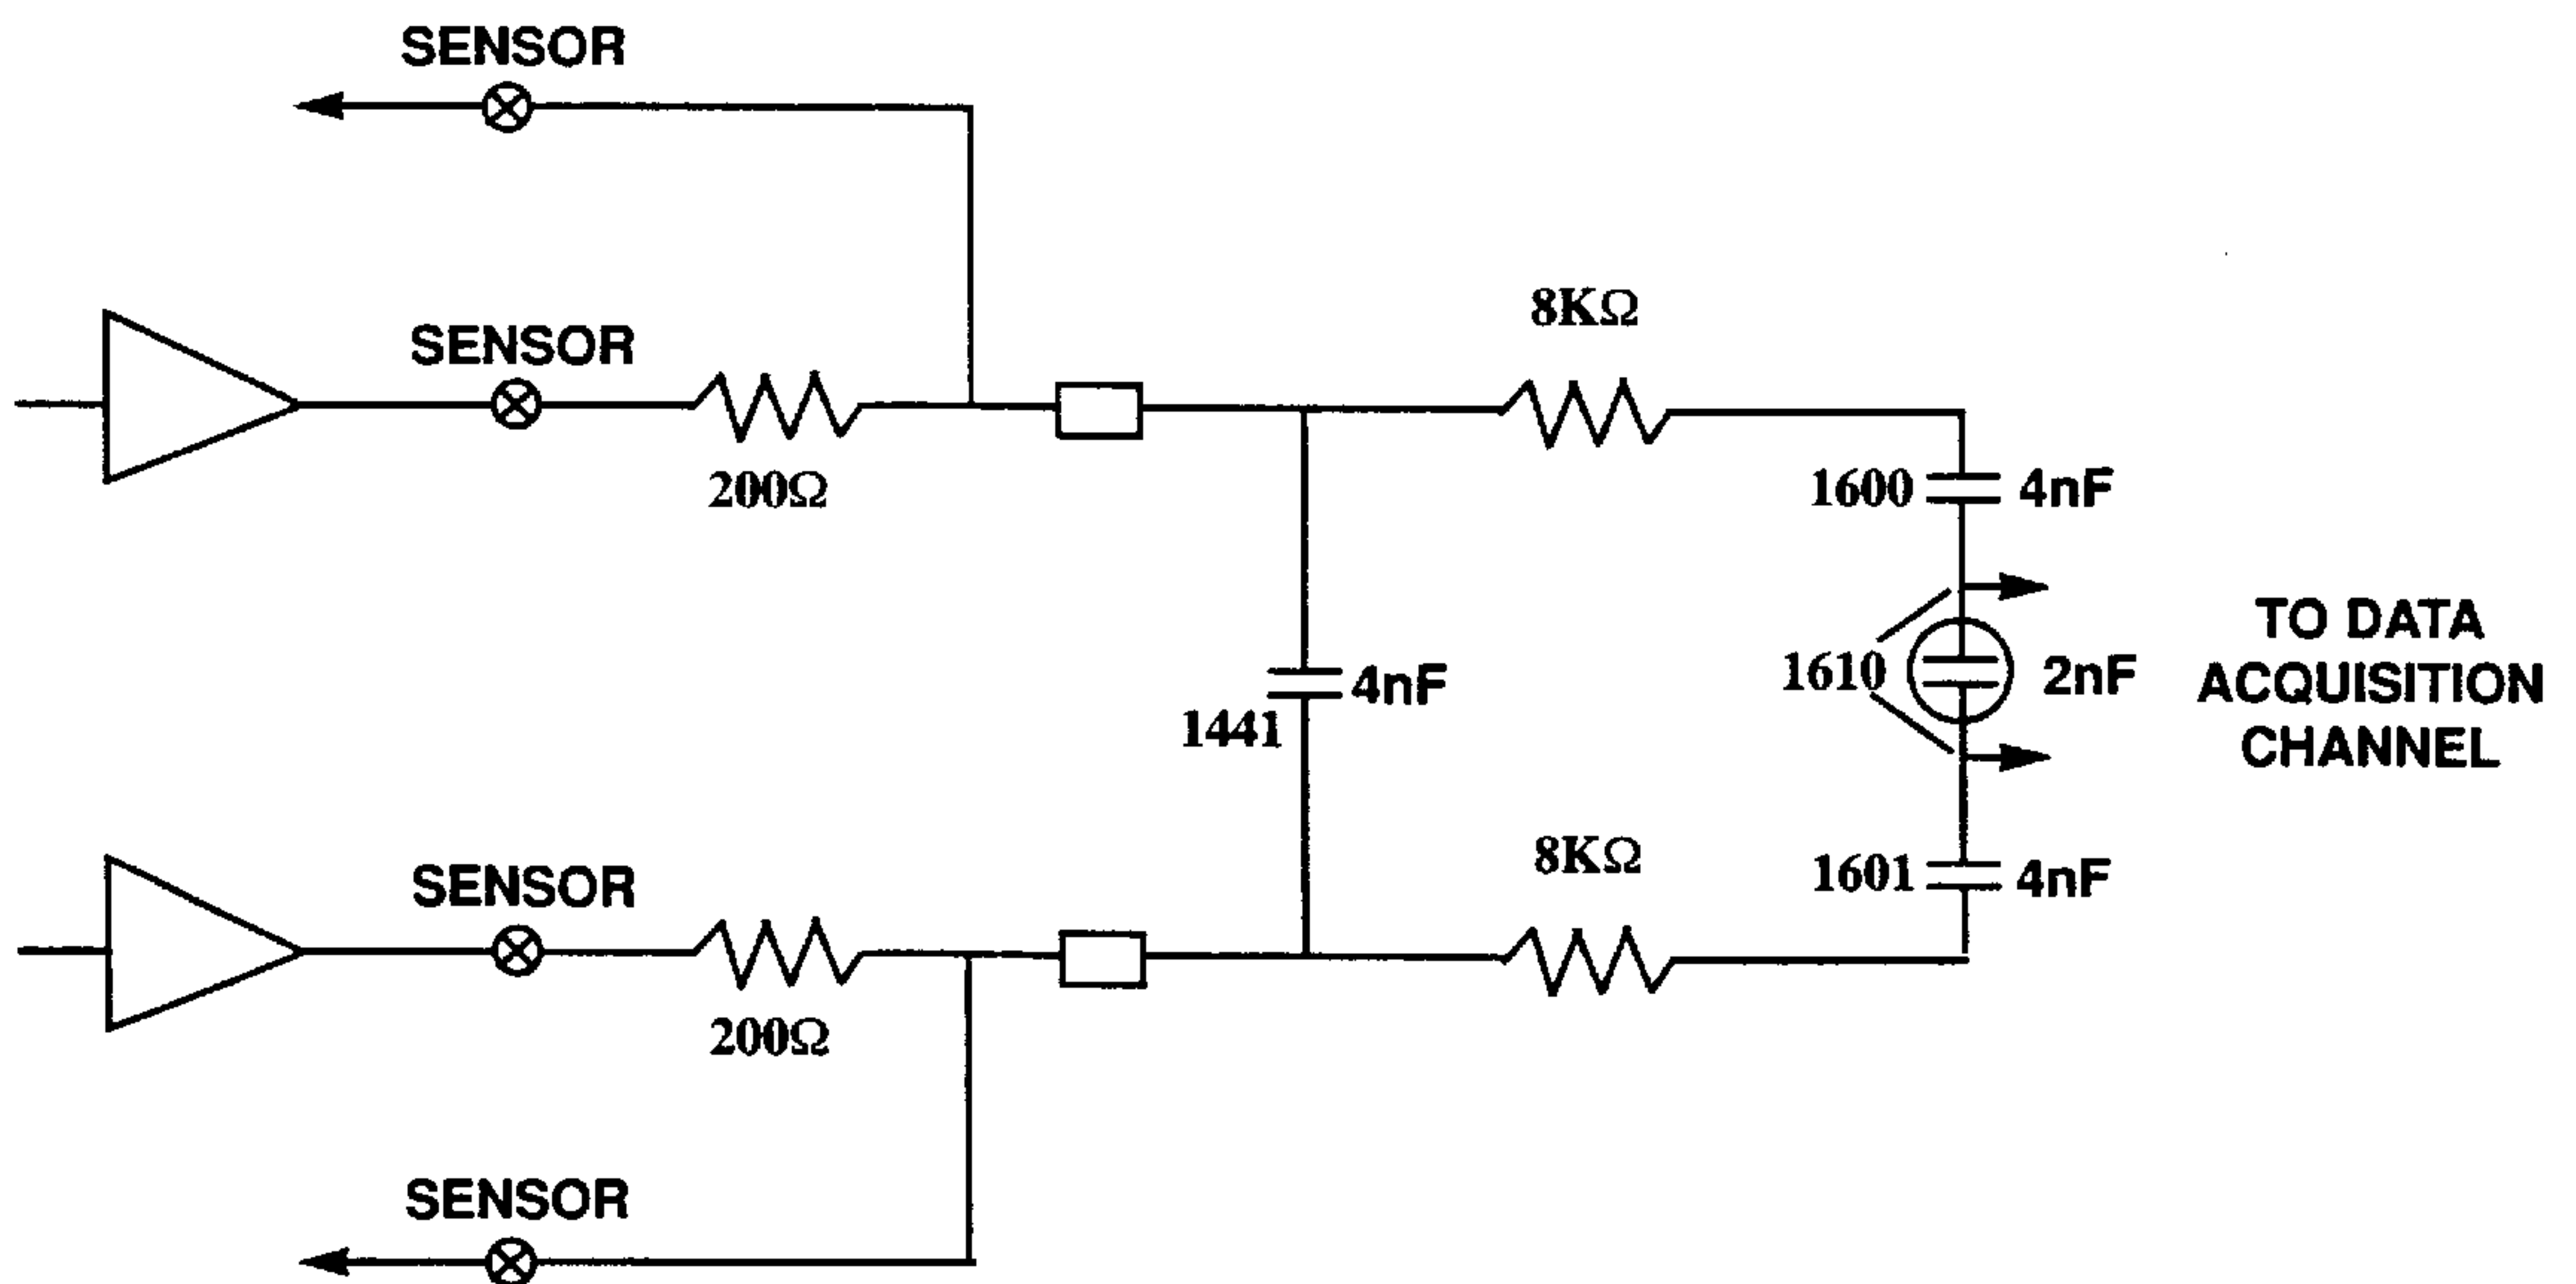 SENSOR
SENSOR
200Ω
8KΩ
1600
4nF
1441
4nF
1610
2nF
TO DATA
ACQUISITION
CHANNEL
1601
4nF
8KΩ
SENSOR
200Ω
SENSOR